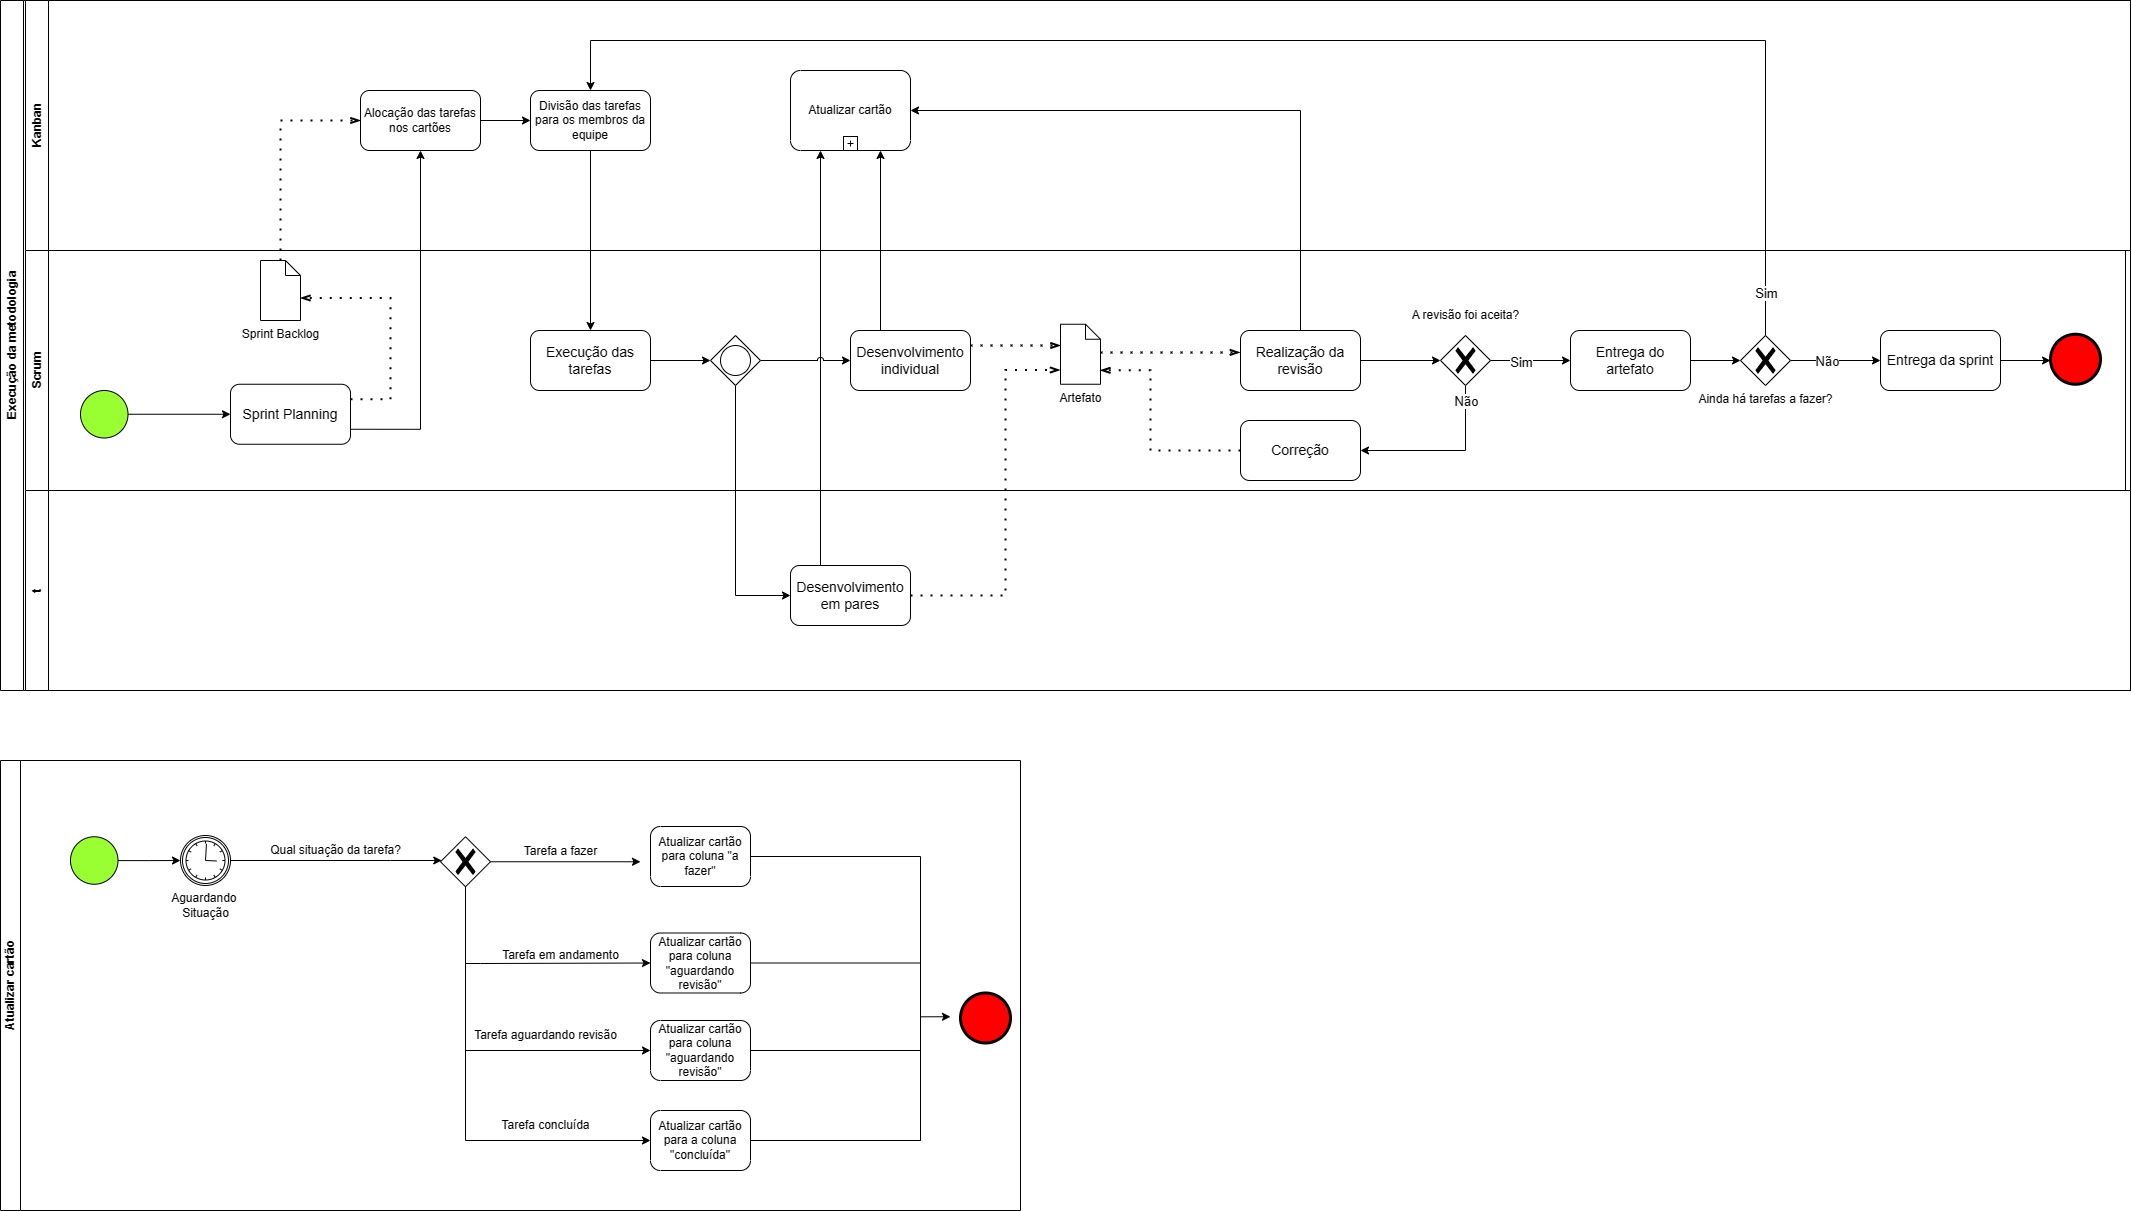 Execução da metodologia
Kanban
Alocação das tarefas
nos cartões
Divisão das tarefas
para os membros da
equipe
Atualizar cartão
+
Scrum
Sprint Backlog
Sprint Planning
Execução das
tarefas
Desenvolvimento
individual
Artefato
Realização da
revisão
Correção
A revisão foi aceita?
Sim
Não
Entrega do
artefato
Sim
Não
Ainda há tarefas a fazer?
Entrega da sprint
t
Desenvolvimento
em pares
Atualizar cartão
Aguardando
Situação
Qual situação da tarefa?
Tarefa a fazer
Atualizar cartão
para coluna "a
fazer"
Tarefa em andamento
Atualizar cartão
para coluna
"aguardando
revisão"
Tarefa aguardando revisão
Atualizar cartão
para coluna
"aguardando
revisão"
Tarefa concluída
Atualizar cartão
para a coluna
"concluída"